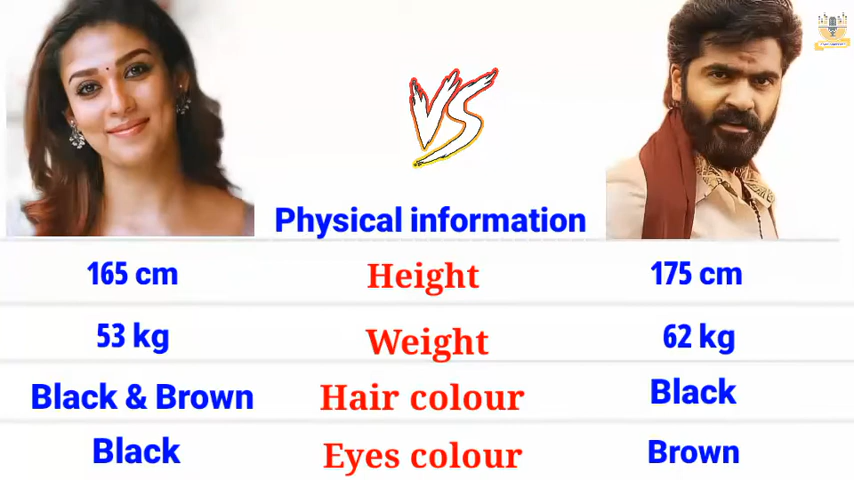 VS
Physical information
165 cm Height 175 cm
53 kg Weight 62 kg
Black & Brown Hair colour Black
Black Eyes colour Brown